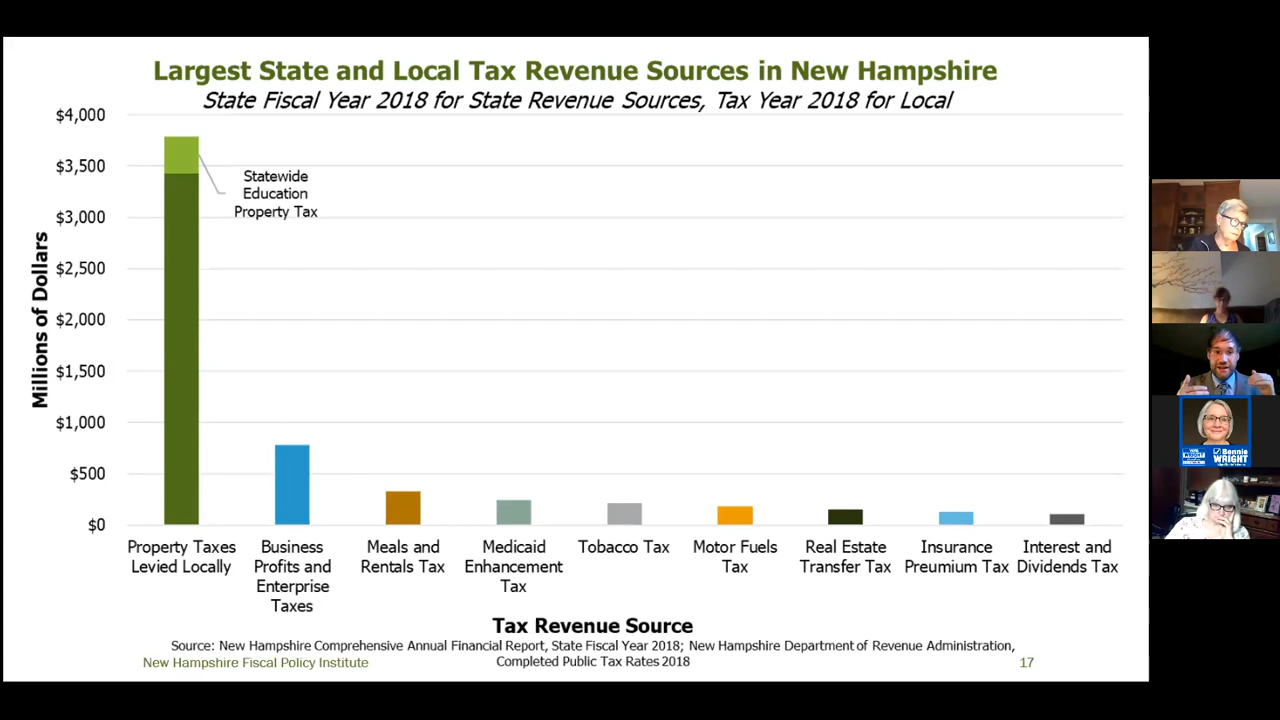 Largest State and Local Tax Revenue Sources in New Hampshire
State Fiscal Year 2018 for State Revenue Sources, Tax Year 2018 for Local
Millions of Dollars
$4,000
$3,500
$3,000
$2,500
$2,000
$1,500
$1,000
$500
$0
Statewide
Education
Property Tax
Property Taxes
Levied Locally
Business
Profits and
Enterprise
Taxes
Meals and
Rentals Tax
Medicaid
Enhancement
Tax
Tobacco Tax
Motor Fuels
Tax
Real Estate
Transfer Tax
Insurance
Preumium Tax
Interest and
Dividends Tax
Tax Revenue Source
Source: New Hampshire Comprehensive Annual Financial Report, State Fiscal Year 2018; New Hampshire Department of Revenue Administration,
Completed Public Tax Rates 2018
New Hampshire Fiscal Policy Institute
17
WRIGHT
Bonnie
WRIGHT